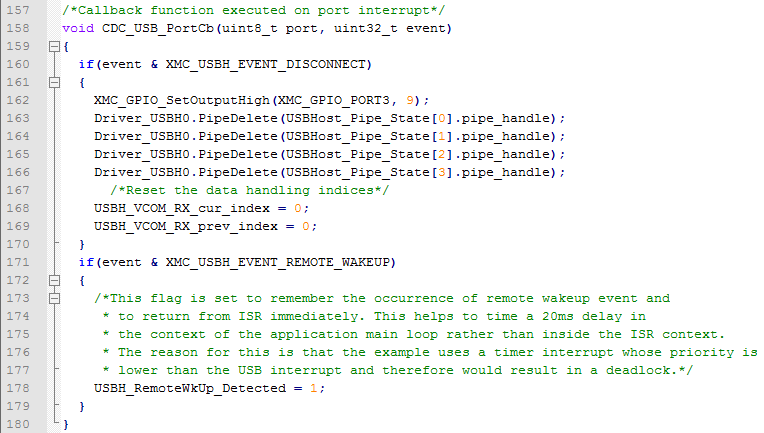 157 /*Callback function executed on port interrupt*/
158 void CDC_USB_PortCb(uint8_t port, uint32_t event)
159 {
160 if(event & XMC_USBH_EVENT_DISCONNECT)
161 {
162 XMC_GPIO_SetOutputHigh(XMC_GPIO_PORT3, 9);
163 Driver_USBH0.PipeDelete(USBHost_Pipe_State[0].pipe_handle);
164 Driver_USBH0.PipeDelete(USBHost_Pipe_State[1].pipe_handle);
165 Driver_USBH0.PipeDelete(USBHost_Pipe_State[2].pipe_handle);
166 Driver_USBH0.PipeDelete(USBHost_Pipe_State[3].pipe_handle);
167 /*Reset the data handling indices*/
168 USBH_VCOM_RX_cur_index = 0;
169 USBH_VCOM_RX_prev_index = 0;
170 }
171 if(event & XMC_USBH_EVENT_REMOTE_WAKEUP)
172 {
173 /*This flag is set to remember the occurrence of remote wakeup event and
174 * to return from ISR immediately. This helps to time a 20ms delay in
175 * the context of the application main loop rather than inside the ISR context.
176 * The reason for this is that the example uses a timer interrupt whose priority is
177 * lower than the USB interrupt and therefore would result in a deadlock.*/
178 USBH_RemoteWkUp_Detected = 1;
179 }
180 }